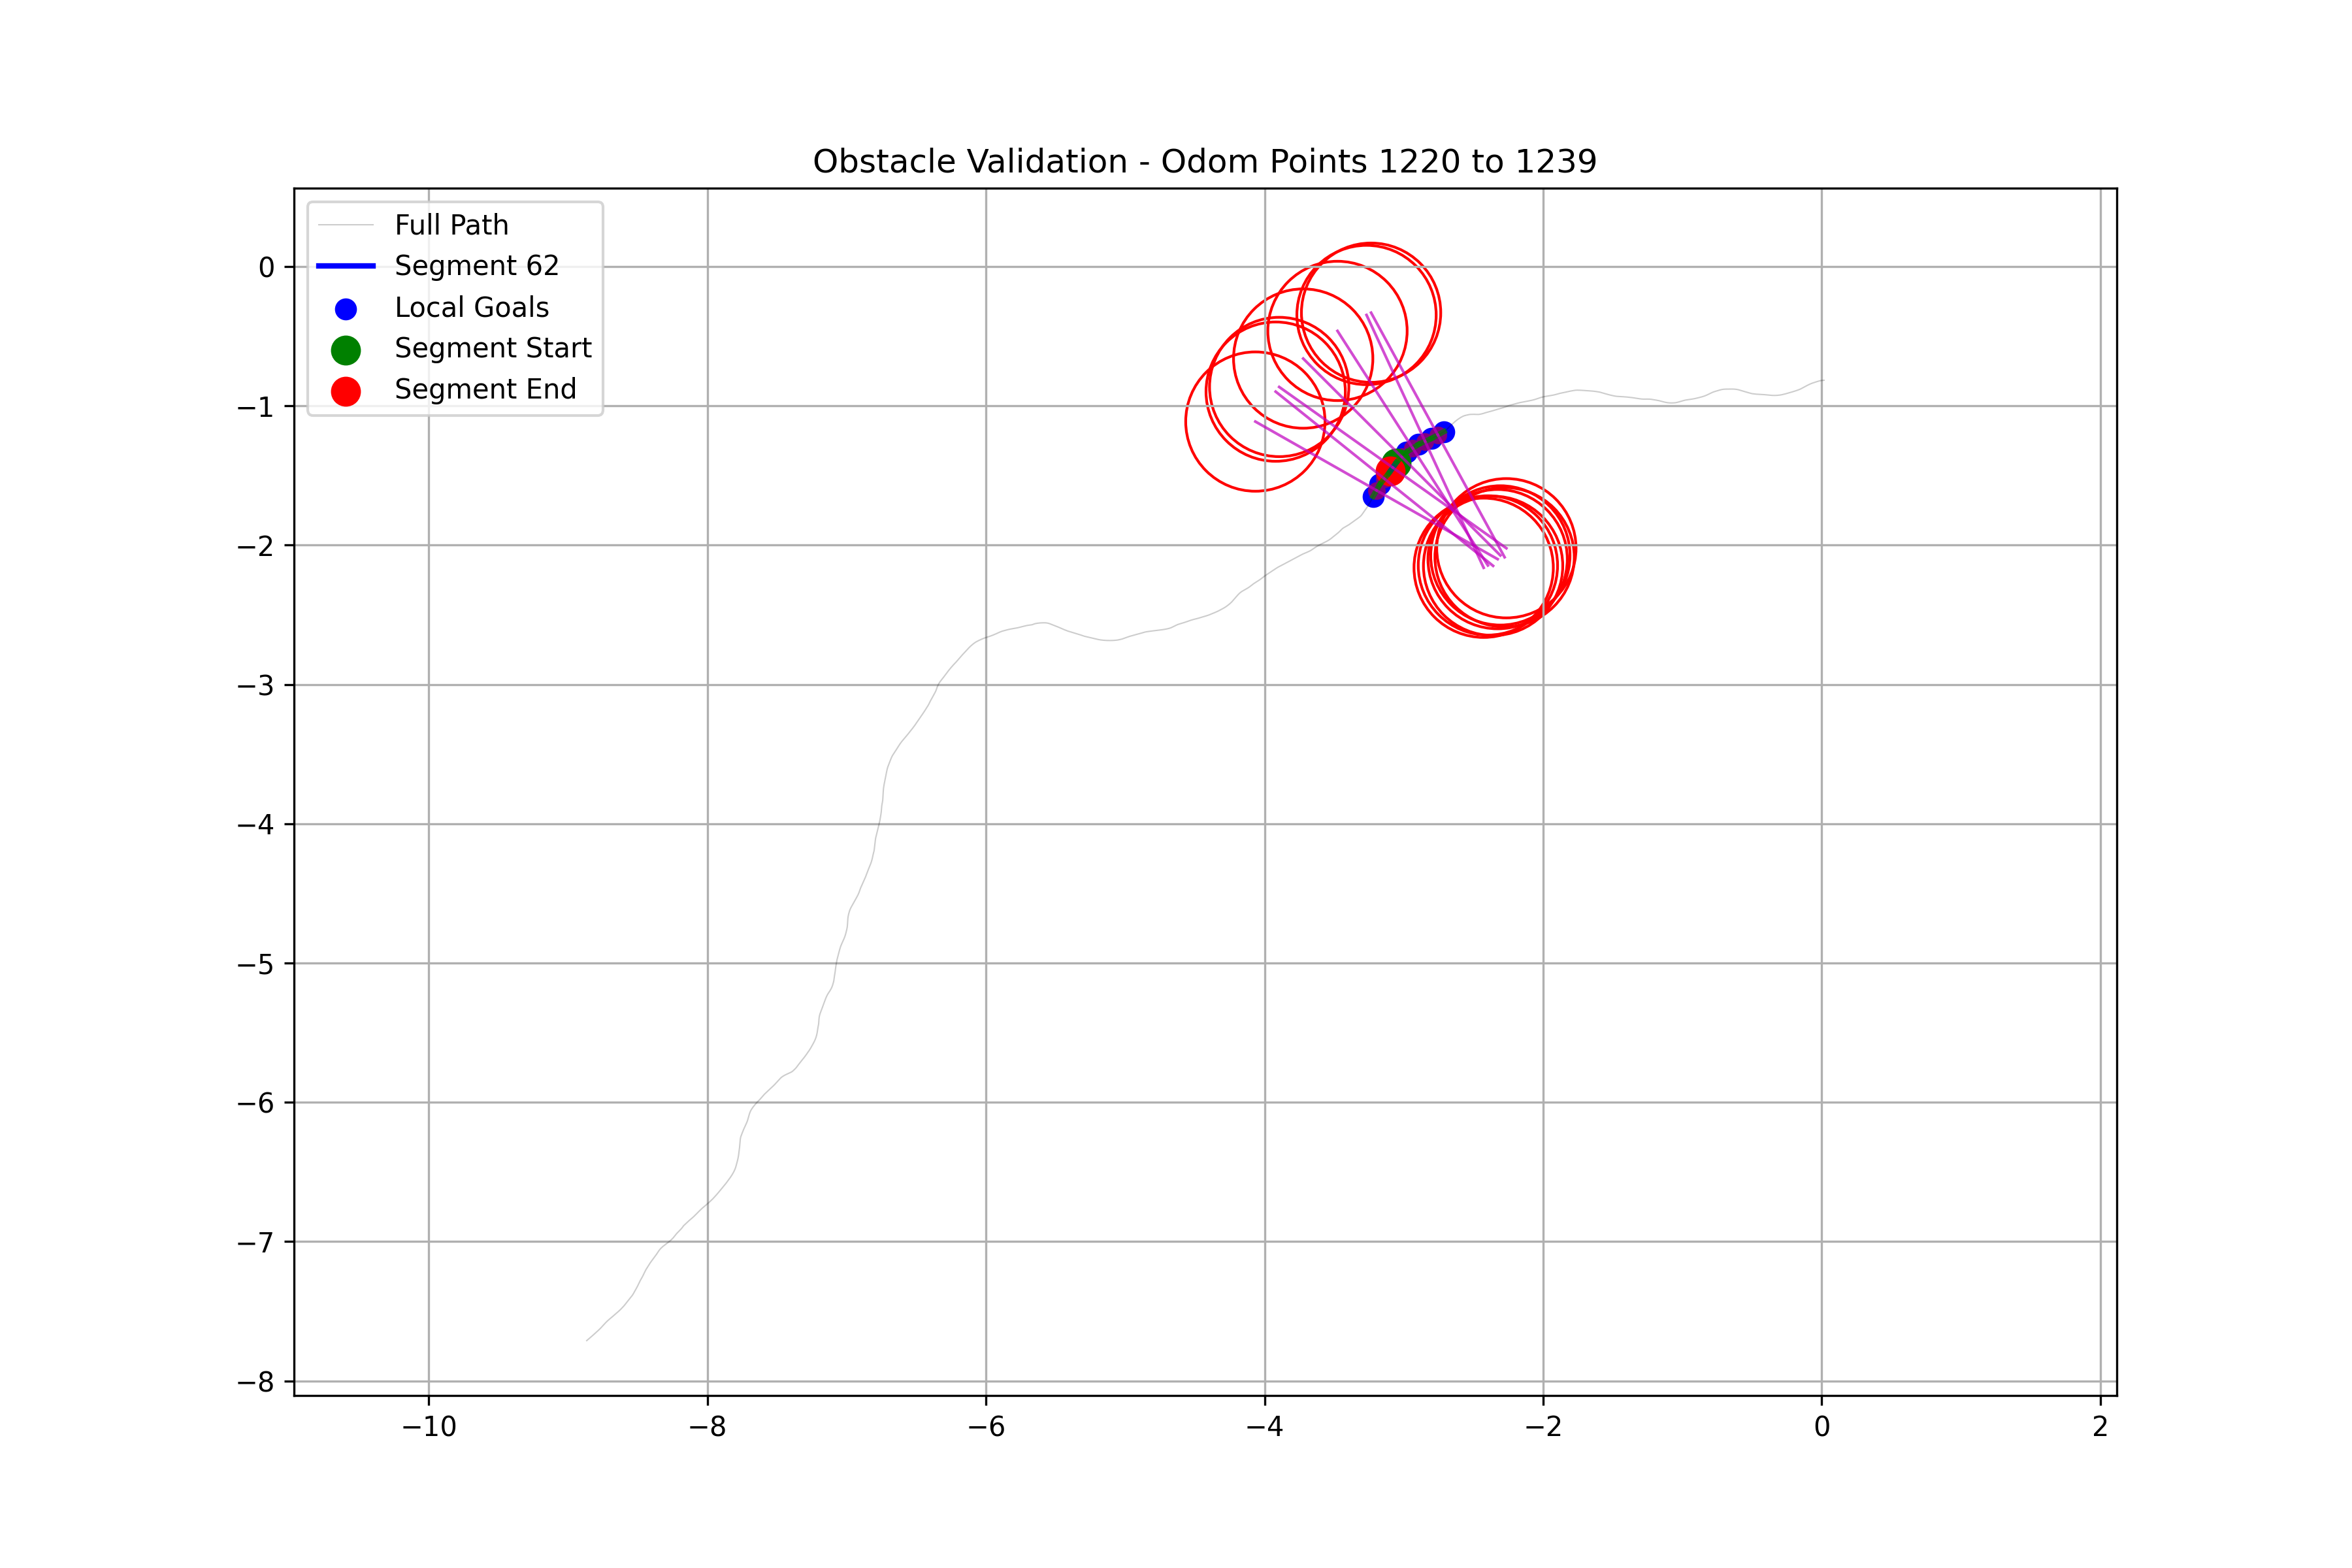 Obstacle Validation - Odom Points 1220 to 1239
Full Path
Segment 62
Local Goals
Segment Start
Segment End
0
−1
−2
−3
−4
−5
−6
−7
−8
−10
−8
−6
−4
−2
0
2